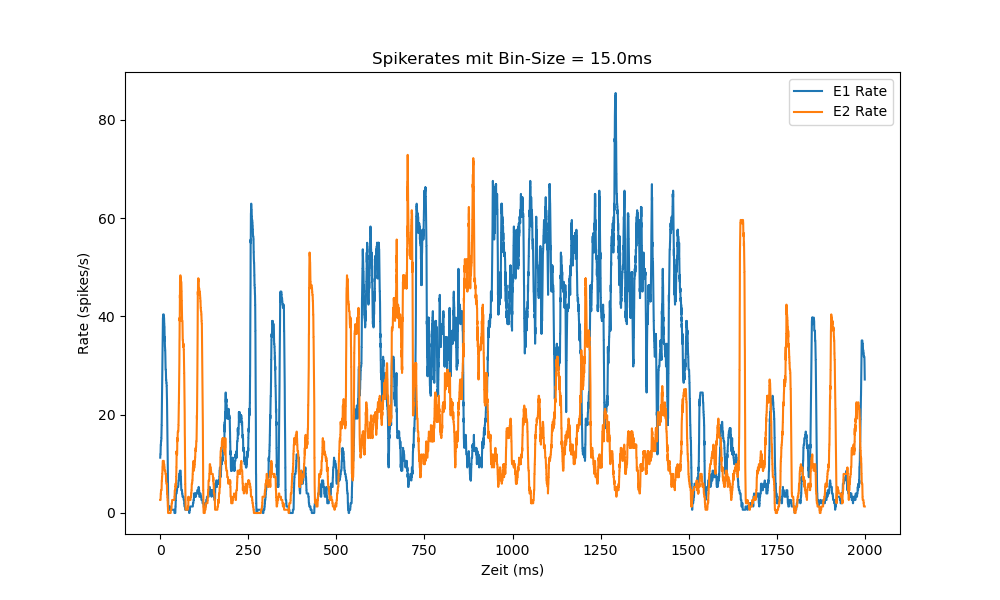 Spikerates mit Bin-Size = 15.0ms
E1 Rate
E2 Rate
80
60
40
20
0
Rate (spikes/s)
0 250 500 750 1000 1250 1500 1750 2000
Zeit (ms)